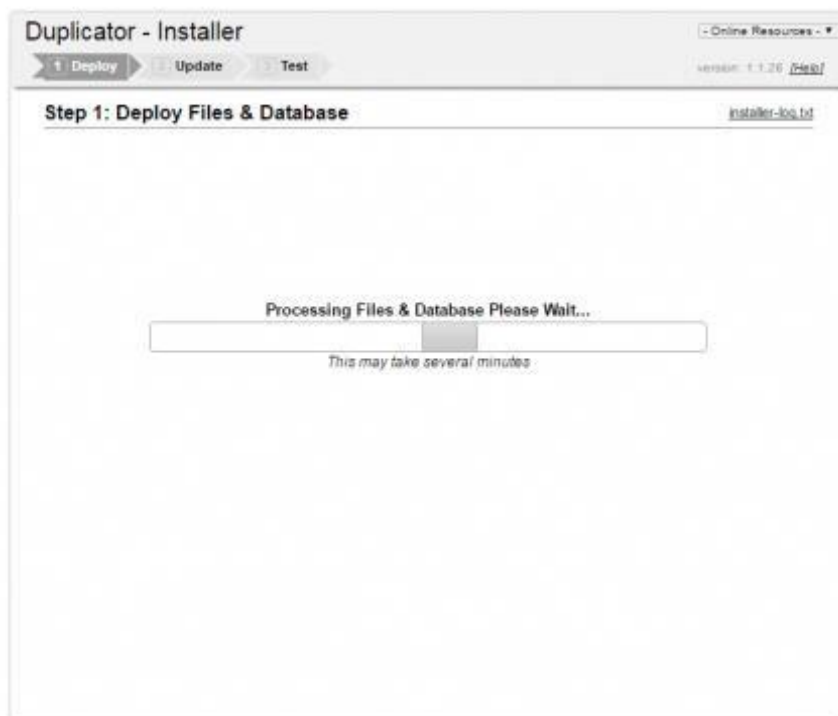 Duplicator - Installer
- Online Resources -
1 Deploy
2 Update
3 Test
version: 1.1.26 [Help]
Step 1: Deploy Files & Database
installer-log.txt
Processing Files & Database Please Wait...
This may take several minutes